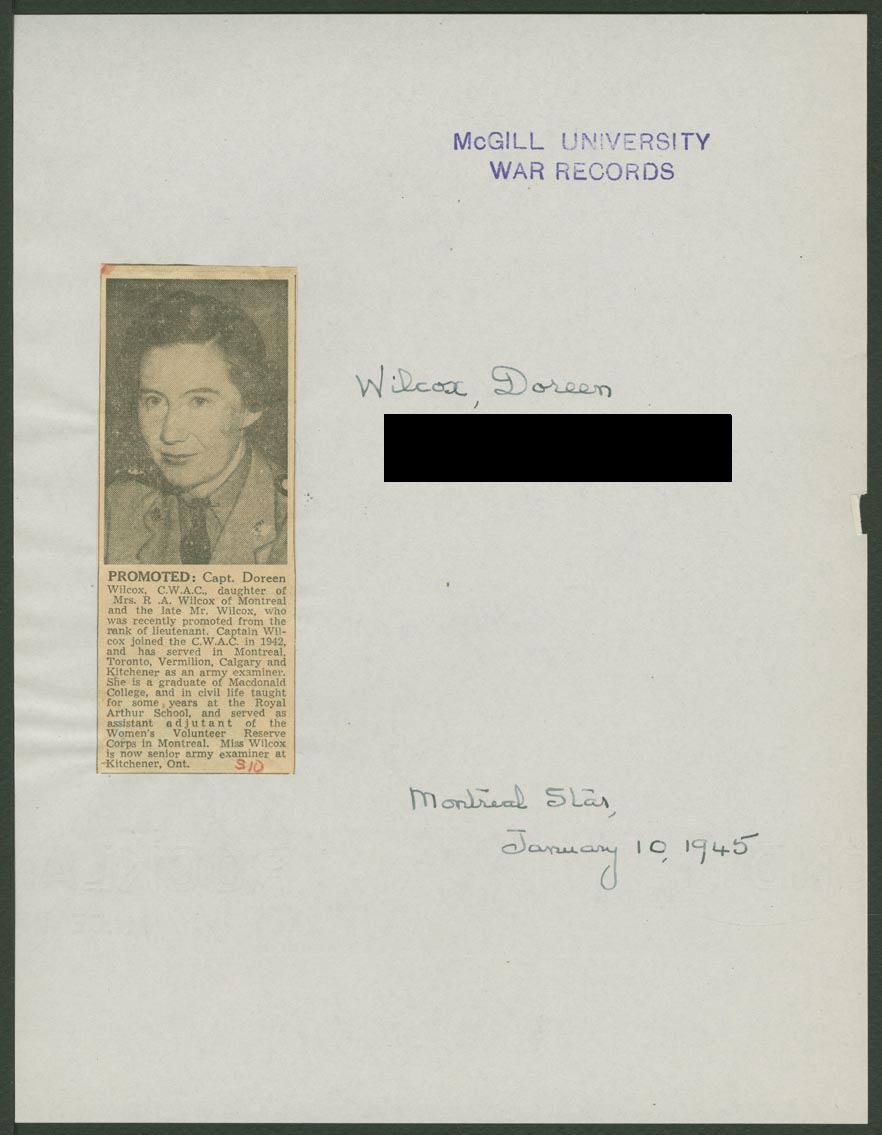 McGILL UNIVERSITY
WAR RECORDS
Wilcox, Doreen
PROMOTED: Capt. Doreen
Wilcox, C.W.A.C., daughter of
Mrs. R .A. Wilcox of Montreal
and the late Mr. Wilcox, who
was recently promoted from the
rank of lieutenant. Captain Wil-
cox joined the C.W.A.C. in 1942,
and has served in Montreal,
Toronto, Vermilion, Calgary and
Kitchener as an army examiner.
She is a graduate of Macdonald
College, and in civil life taught
for some years at the Royal
Arthur School, and served as
assistant adjutant of the
Women's Volunteer Reserve
Corps in Montreal. Miss Wilcox
is now senior army examiner at
Kitchener, Ont.
S10
Montreal Star,
January 10, 1945